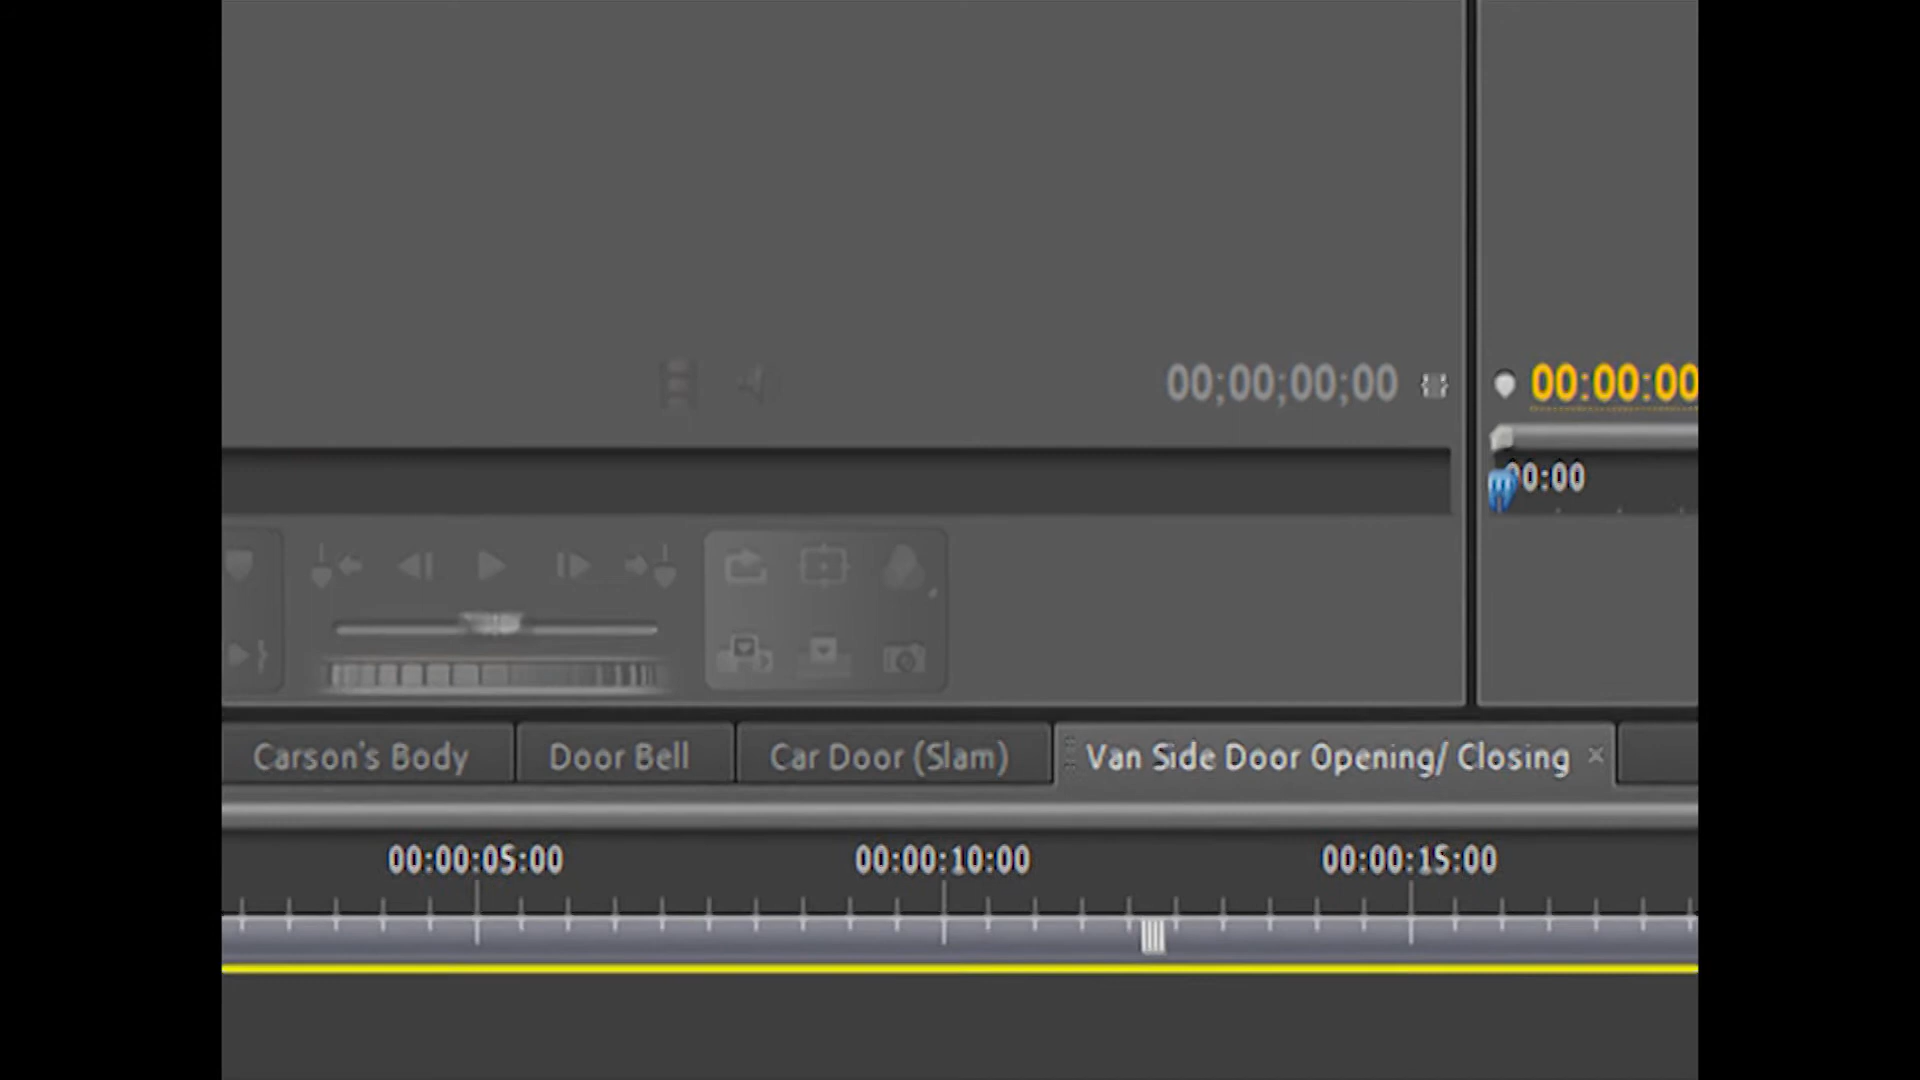 00;00;00;00
00:00:00
00:00
Carson's Body
Door Bell
Car Door (Slam)
Van Side Door Opening/ Closing
00:00:05:00
00:00:10:00
00:00:15:00